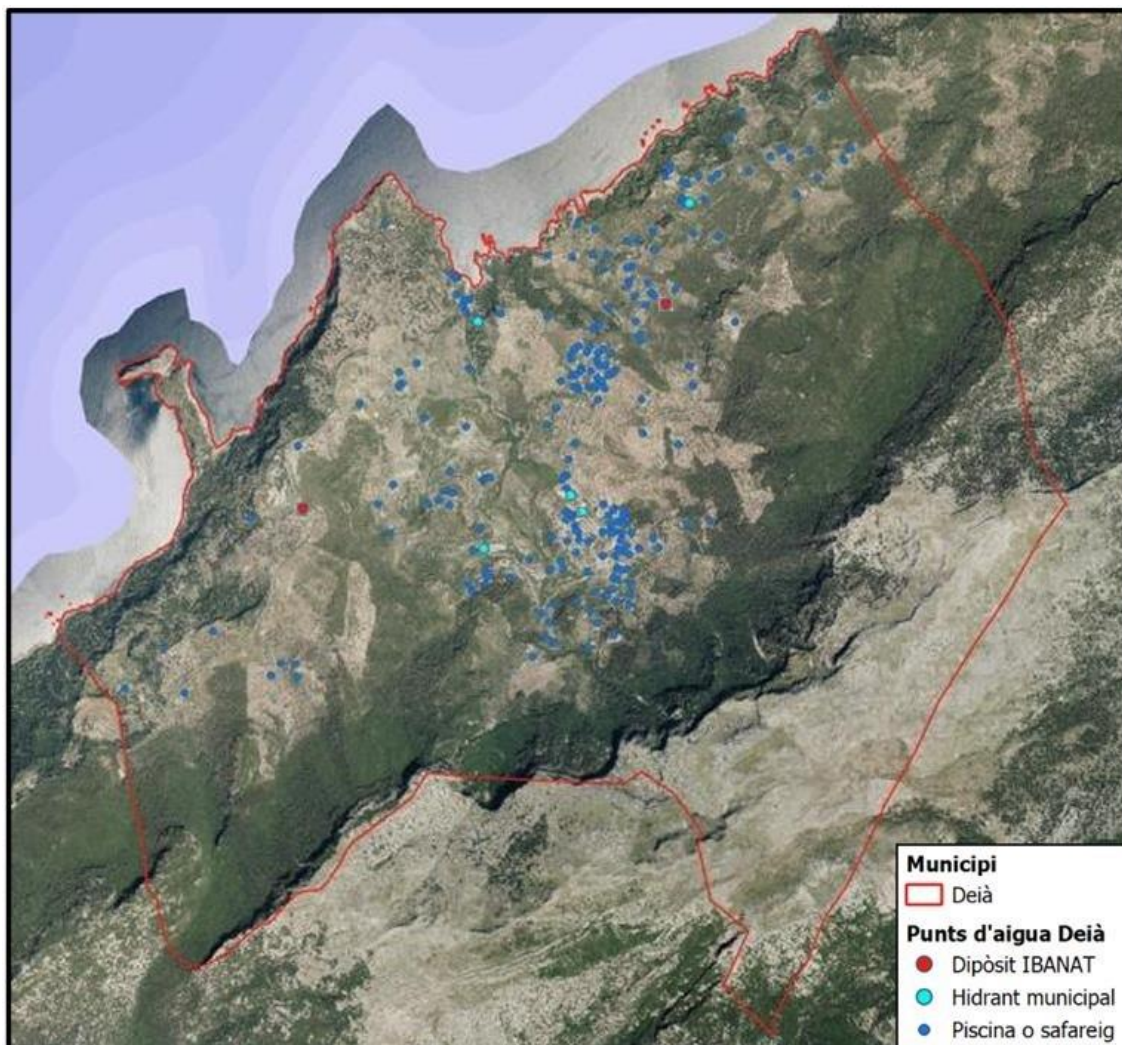 Municipi
Deià
Punts d'aigua Deià
Dipòsit IBANAT
Hidrant municipal
Piscina o safareig